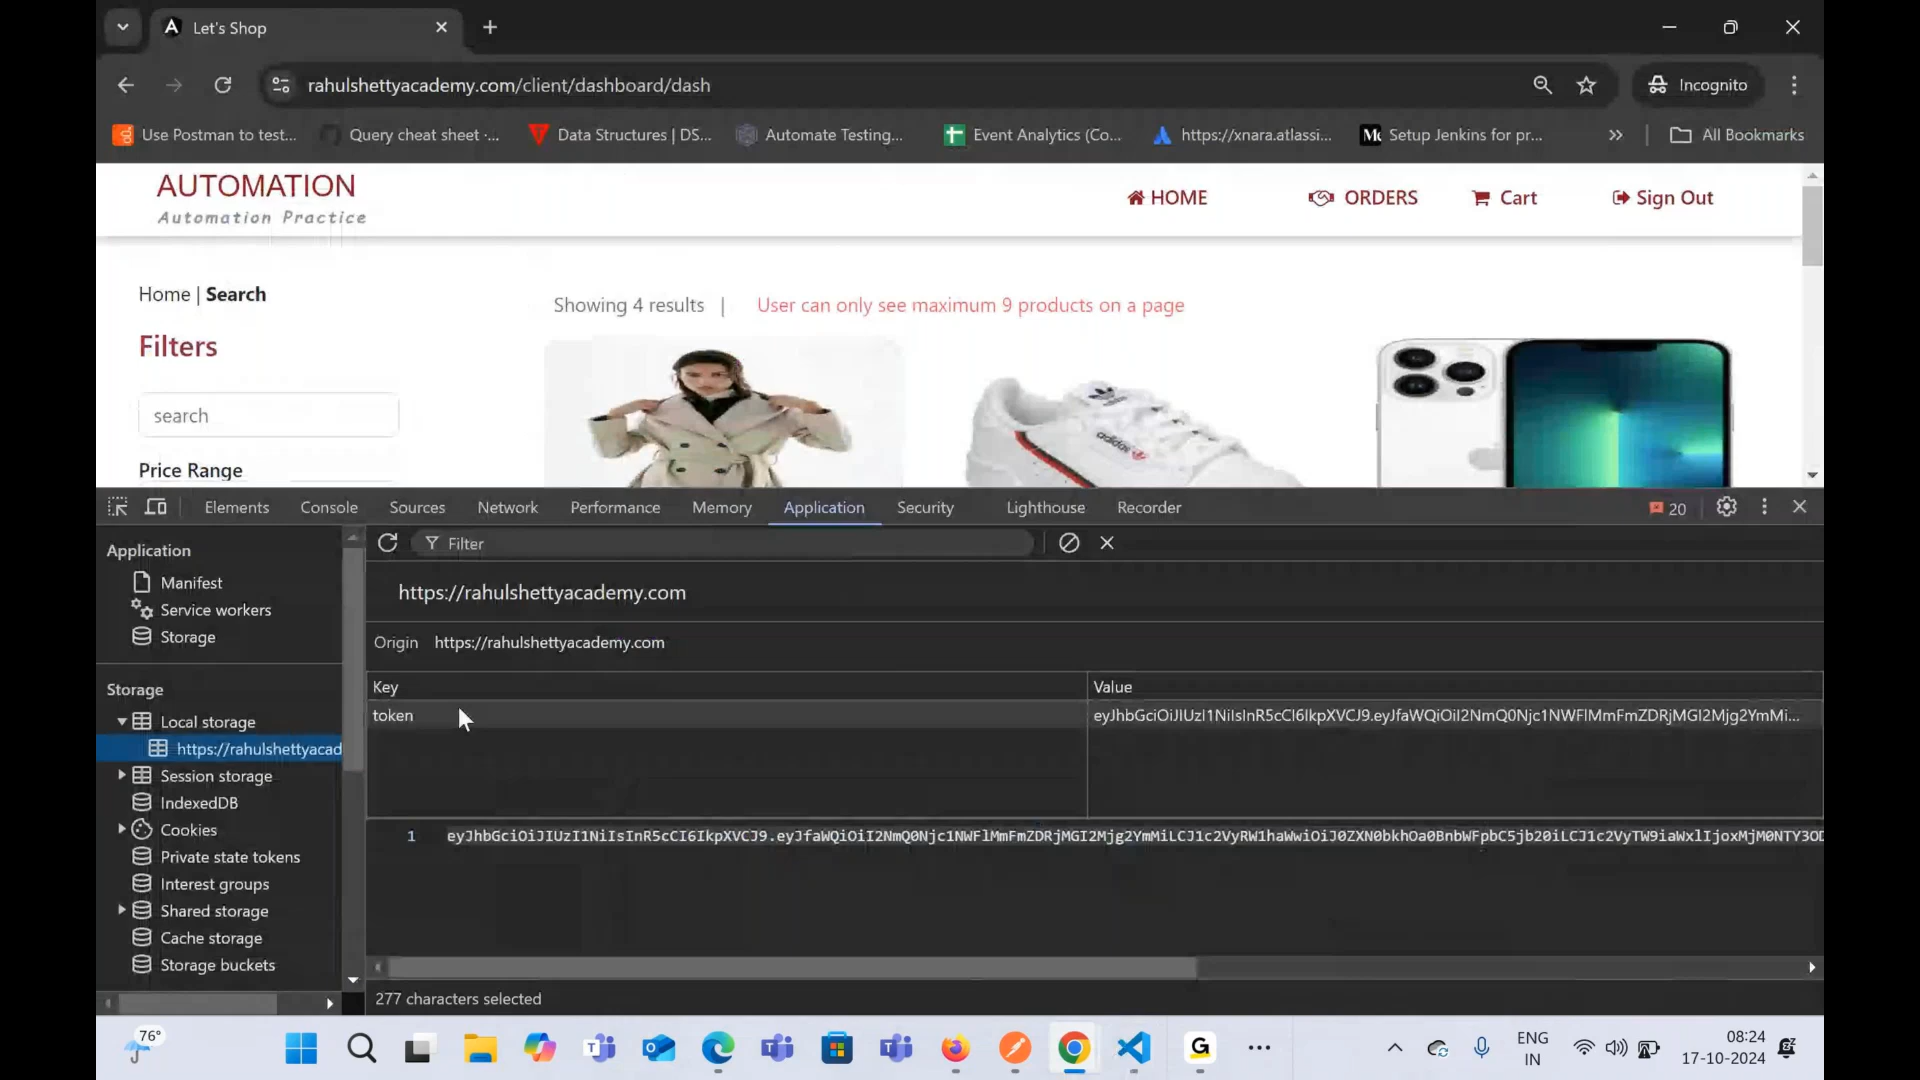 Let's Shop
rahulshettyacademy.com/client/dashboard/dash
Incognito
Use Postman to test...
Query cheat sheet ·...
Data Structures | DS...
Automate Testing...
Event Analytics (Co...
https://xnara.atlassi...
Setup Jenkins for pr...
All Bookmarks
AUTOMATION
Automation Practice
HOME
ORDERS
Cart
Sign Out
Home | Search
Showing 4 results |
User can only see maximum 9 products on a page
Filters
search
Price Range
adidas
Elements
Console
Sources
Network
Performance
Memory
Application
Security
Lighthouse
Recorder
20
Application
Manifest
Service workers
Storage
Storage
Local storage
https://rahulshettyacad
Session storage
IndexedDB
Cookies
Private state tokens
Interest groups
Shared storage
Cache storage
Storage buckets
Filter
https://rahulshettyacademy.com
Origin https://rahulshettyacademy.com
Key
Value
token
1
277 characters selected
76°
ENG
IN
08:24
17-10-2024